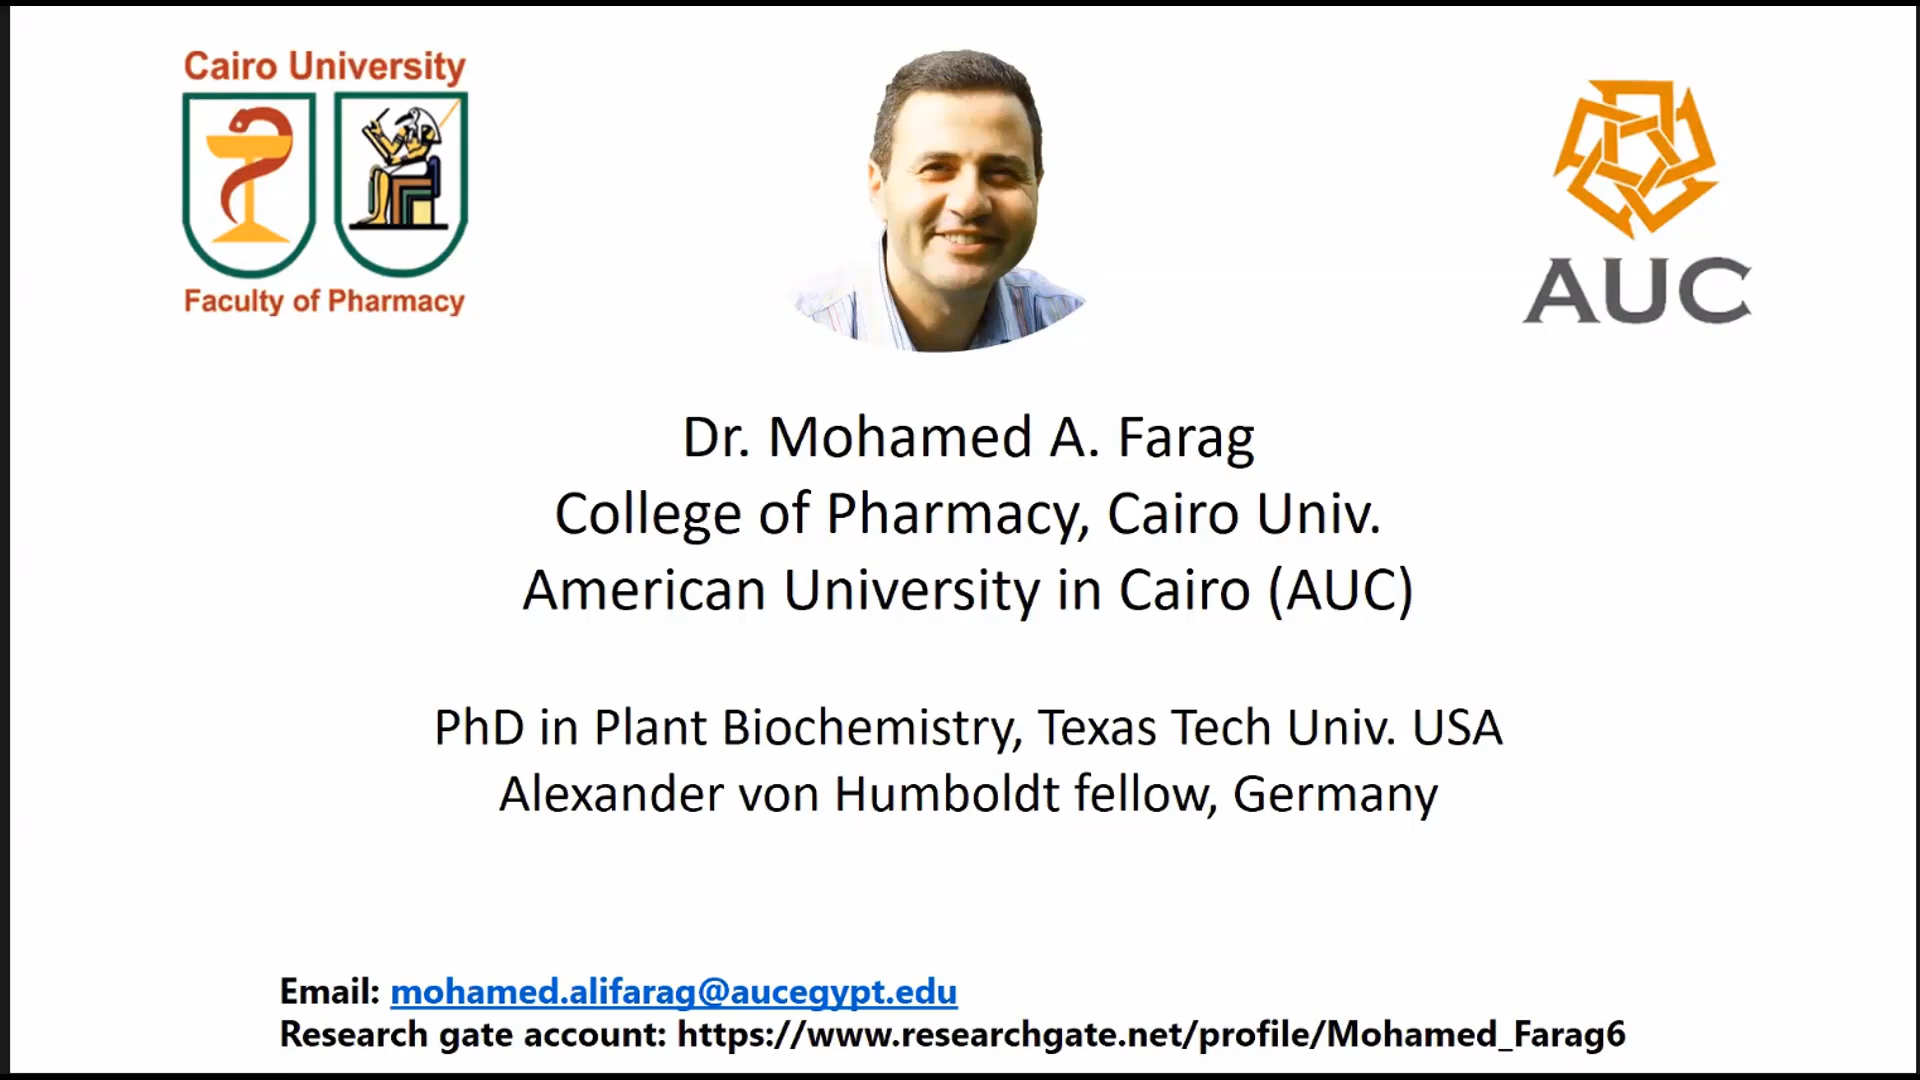 Cairo University
Faculty of Pharmacy
AUC
Dr. Mohamed A. Farag
College of Pharmacy, Cairo Univ.
American University in Cairo (AUC)
PhD in Plant Biochemistry, Texas Tech Univ. USA
Alexander von Humboldt fellow, Germany
Email: mohamed.alifarag@aucegypt.edu
Research gate account: https://www.researchgate.net/profile/Mohamed_Farag6